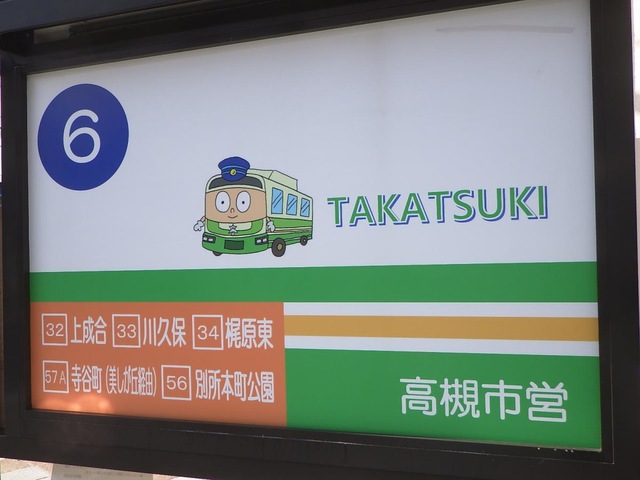 6
TAKATSUKI
32 上成合 33 川久保 34 梶原東
57A 寺谷町(美しが丘経由) 56 別所本町公園
高槻市営